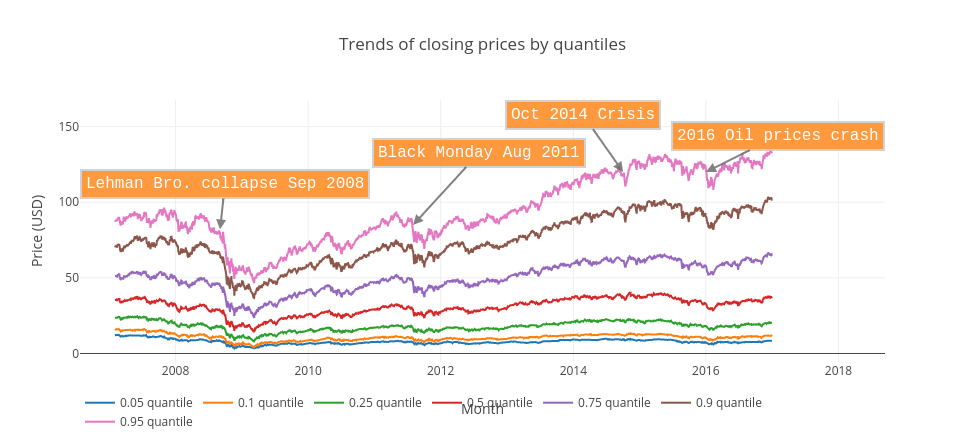 Trends of closing prices by quantiles
Price (USD)
150
100
50
0
Oct 2014 Crisis
2016 Oil prices crash
Black Monday Aug 2011
Lehman Bro. collapse Sep 2008
2008 2010 2012 2014 2016 2018
Month
0.05 quantile 0.1 quantile 0.25 quantile 0.5 quantile 0.75 quantile 0.9 quantile
0.95 quantile